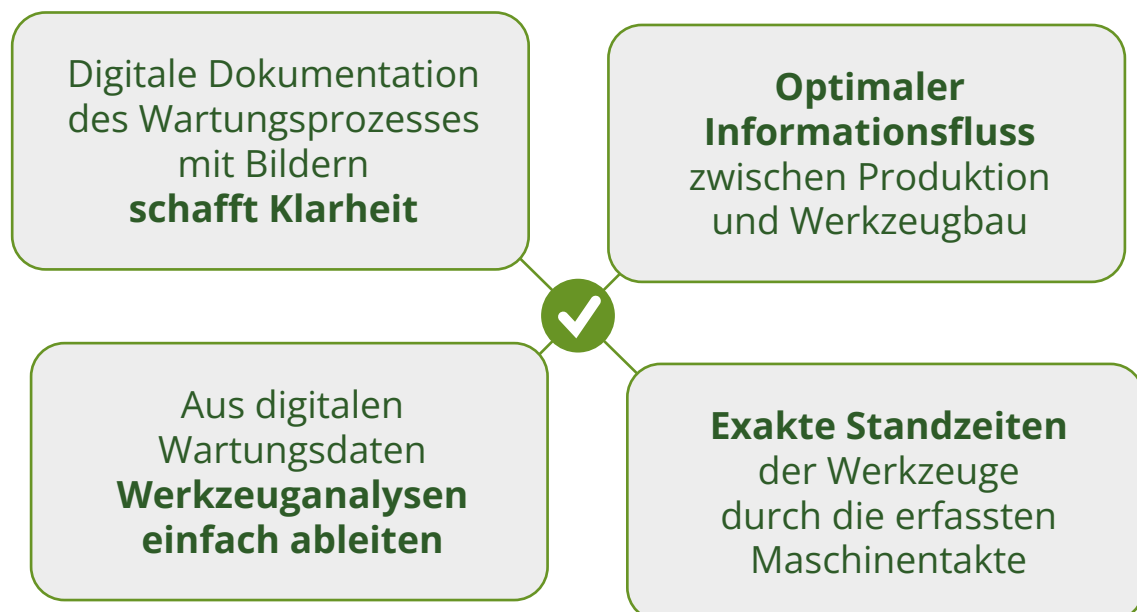 Digitale Dokumentation
des Wartungsprozesses
mit Bildern
schafft Klarheit
Optimaler
Informationsfluss
zwischen Produktion
und Werkzeugbau
Aus digitalen
Wartungsdaten
Werkzeuganalysen
einfach ableiten
Exakte Standzeiten
der Werkzeuge
durch die erfassten
Maschinentakte